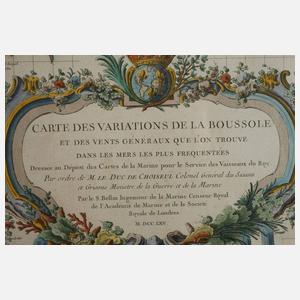 CARTE DES VARIATIONS DE LA BOUSSOLE
ET DES VENTS GENERAUX QUE L'ON TROUVE
DANS LES MERS LES PLUS FREQUENTÉES
Dressée au Dépost des Cartes de la Marine pour le Service des Vaisseaux du Roy
Par ordre de M. LE DUC DE CHOISEUL Colonel Général des Suisses
et Grisons Ministre de la Guerre et de la Marine
Par le S. Bellin Ingenieur de la Marine Censeur Royal
de l'Académie de Marine et de la Societé
Royale de Londres
M. DCC. LXV.